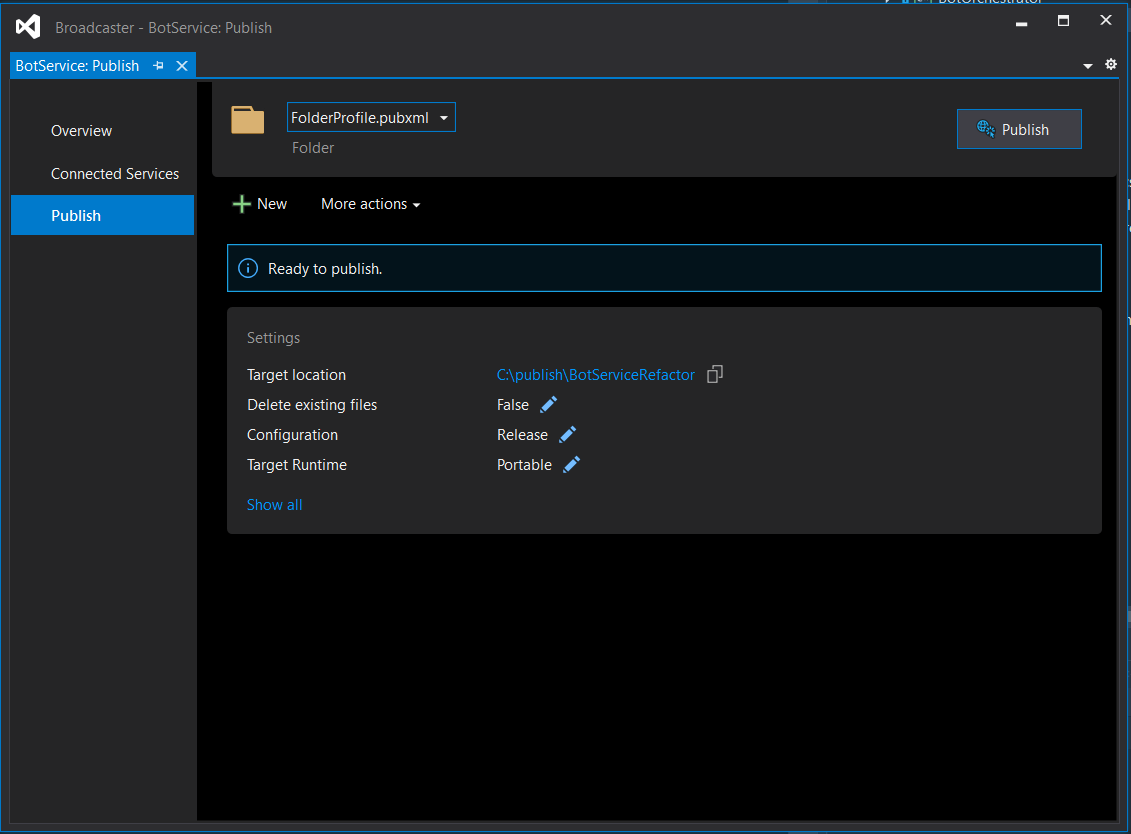 BotOrchestrator
Broadcaster - BotService: Publish
BotService: Publish
Overview
Connected Services
Publish
FolderProfile.pubxml
Folder
Publish
New
More actions
Ready to publish.
Settings
Target location C:\publish\BotServiceRefactor
Delete existing files False
Configuration Release
Target Runtime Portable
Show all